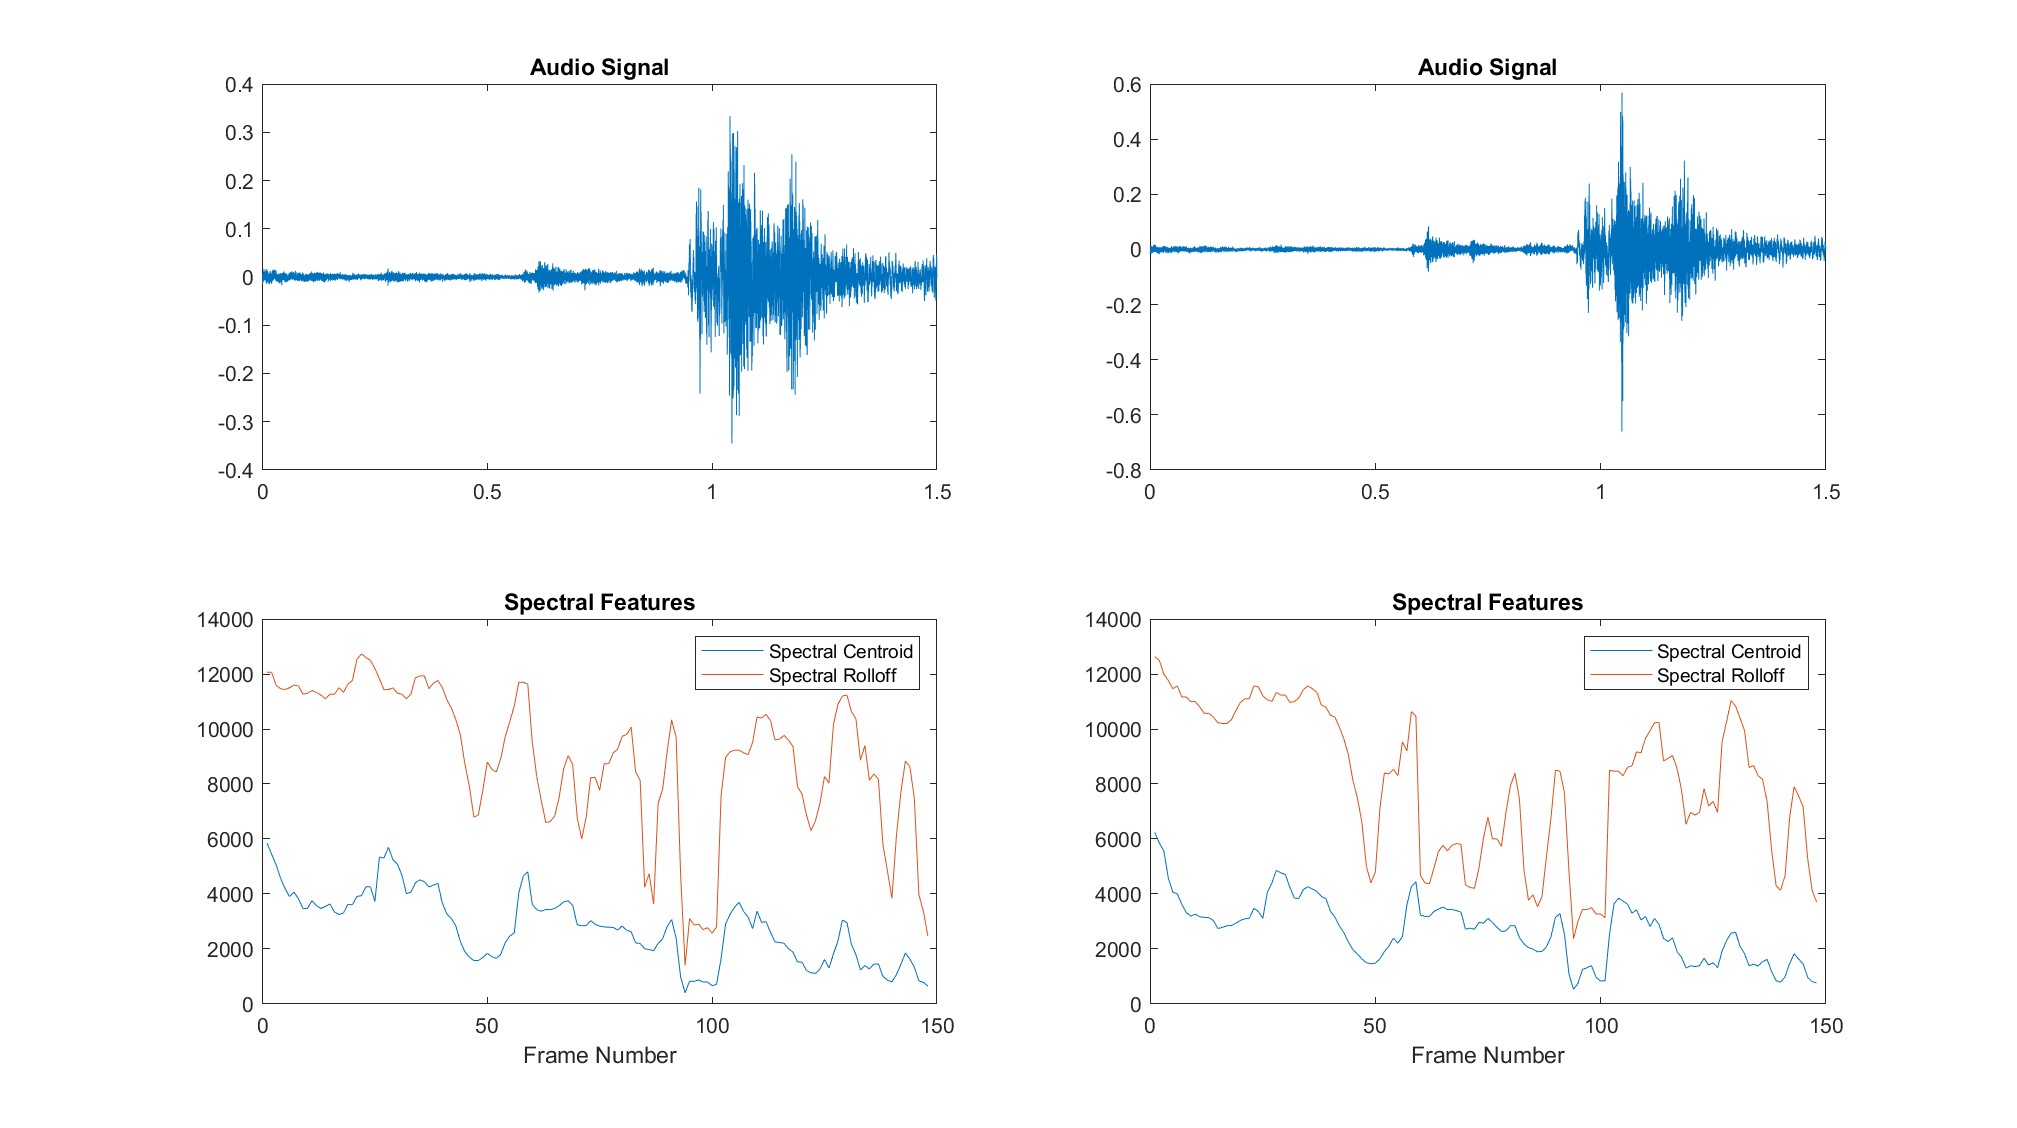 Audio Signal
0.4
0.3
0.2
0.1
0
-0.1
-0.2
-0.3
-0.4
0 0.5 1 1.5
Audio Signal
0.6
0.4
0.2
0
-0.2
-0.4
-0.6
-0.8
0 0.5 1 1.5
Spectral Features
14000
12000
10000
8000
6000
4000
2000
0
Spectral Centroid
Spectral Rolloff
0 50 100 150
Frame Number
Spectral Features
14000
12000
10000
8000
6000
4000
2000
0
Spectral Centroid
Spectral Rolloff
0 50 100 150
Frame Number